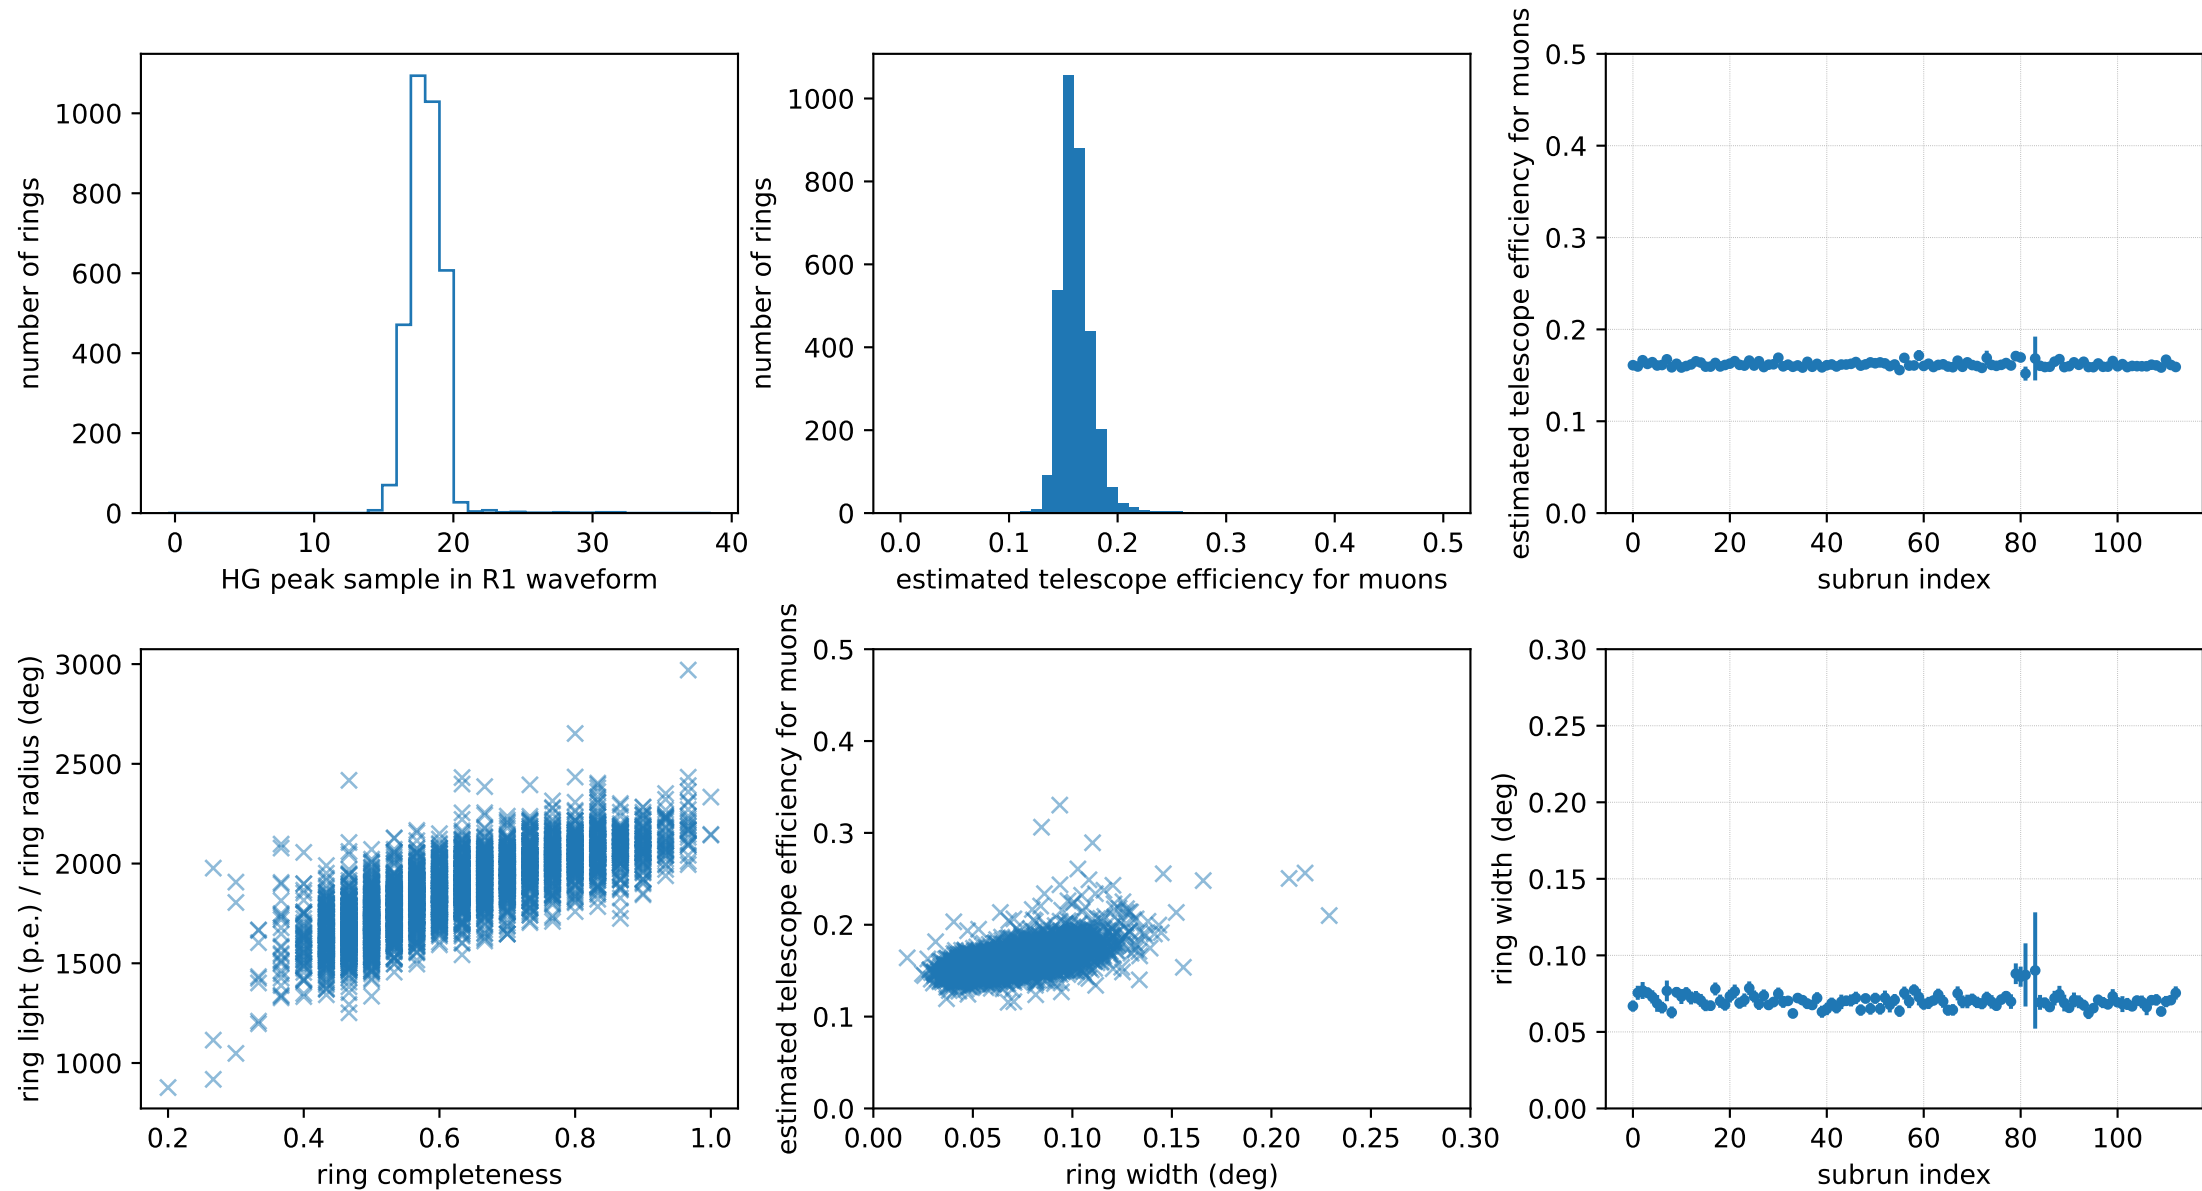 number of rings
1000
800
600
400
200
0
0 10 20 30 40
HG peak sample in R1 waveform
number of rings
1000
800
600
400
200
0
0.0 0.1 0.2 0.3 0.4 0.5
estimated telescope efficiency for muons
estimated telescope efficiency for muons
0.5
0.4
0.3
0.2
0.1
0.0
0 20 40 60 80 100
subrun index
ring light (p.e.) / ring radius (deg)
3000
2500
2000
1500
1000
0.2 0.4 0.6 0.8 1.0
ring completeness
estimated telescope efficiency for muons
0.5
0.4
0.3
0.2
0.1
0.0
0.00 0.05 0.10 0.15 0.20 0.25 0.30
ring width (deg)
ring width (deg)
0.30
0.25
0.20
0.15
0.10
0.05
0.00
0 20 40 60 80 100
subrun index